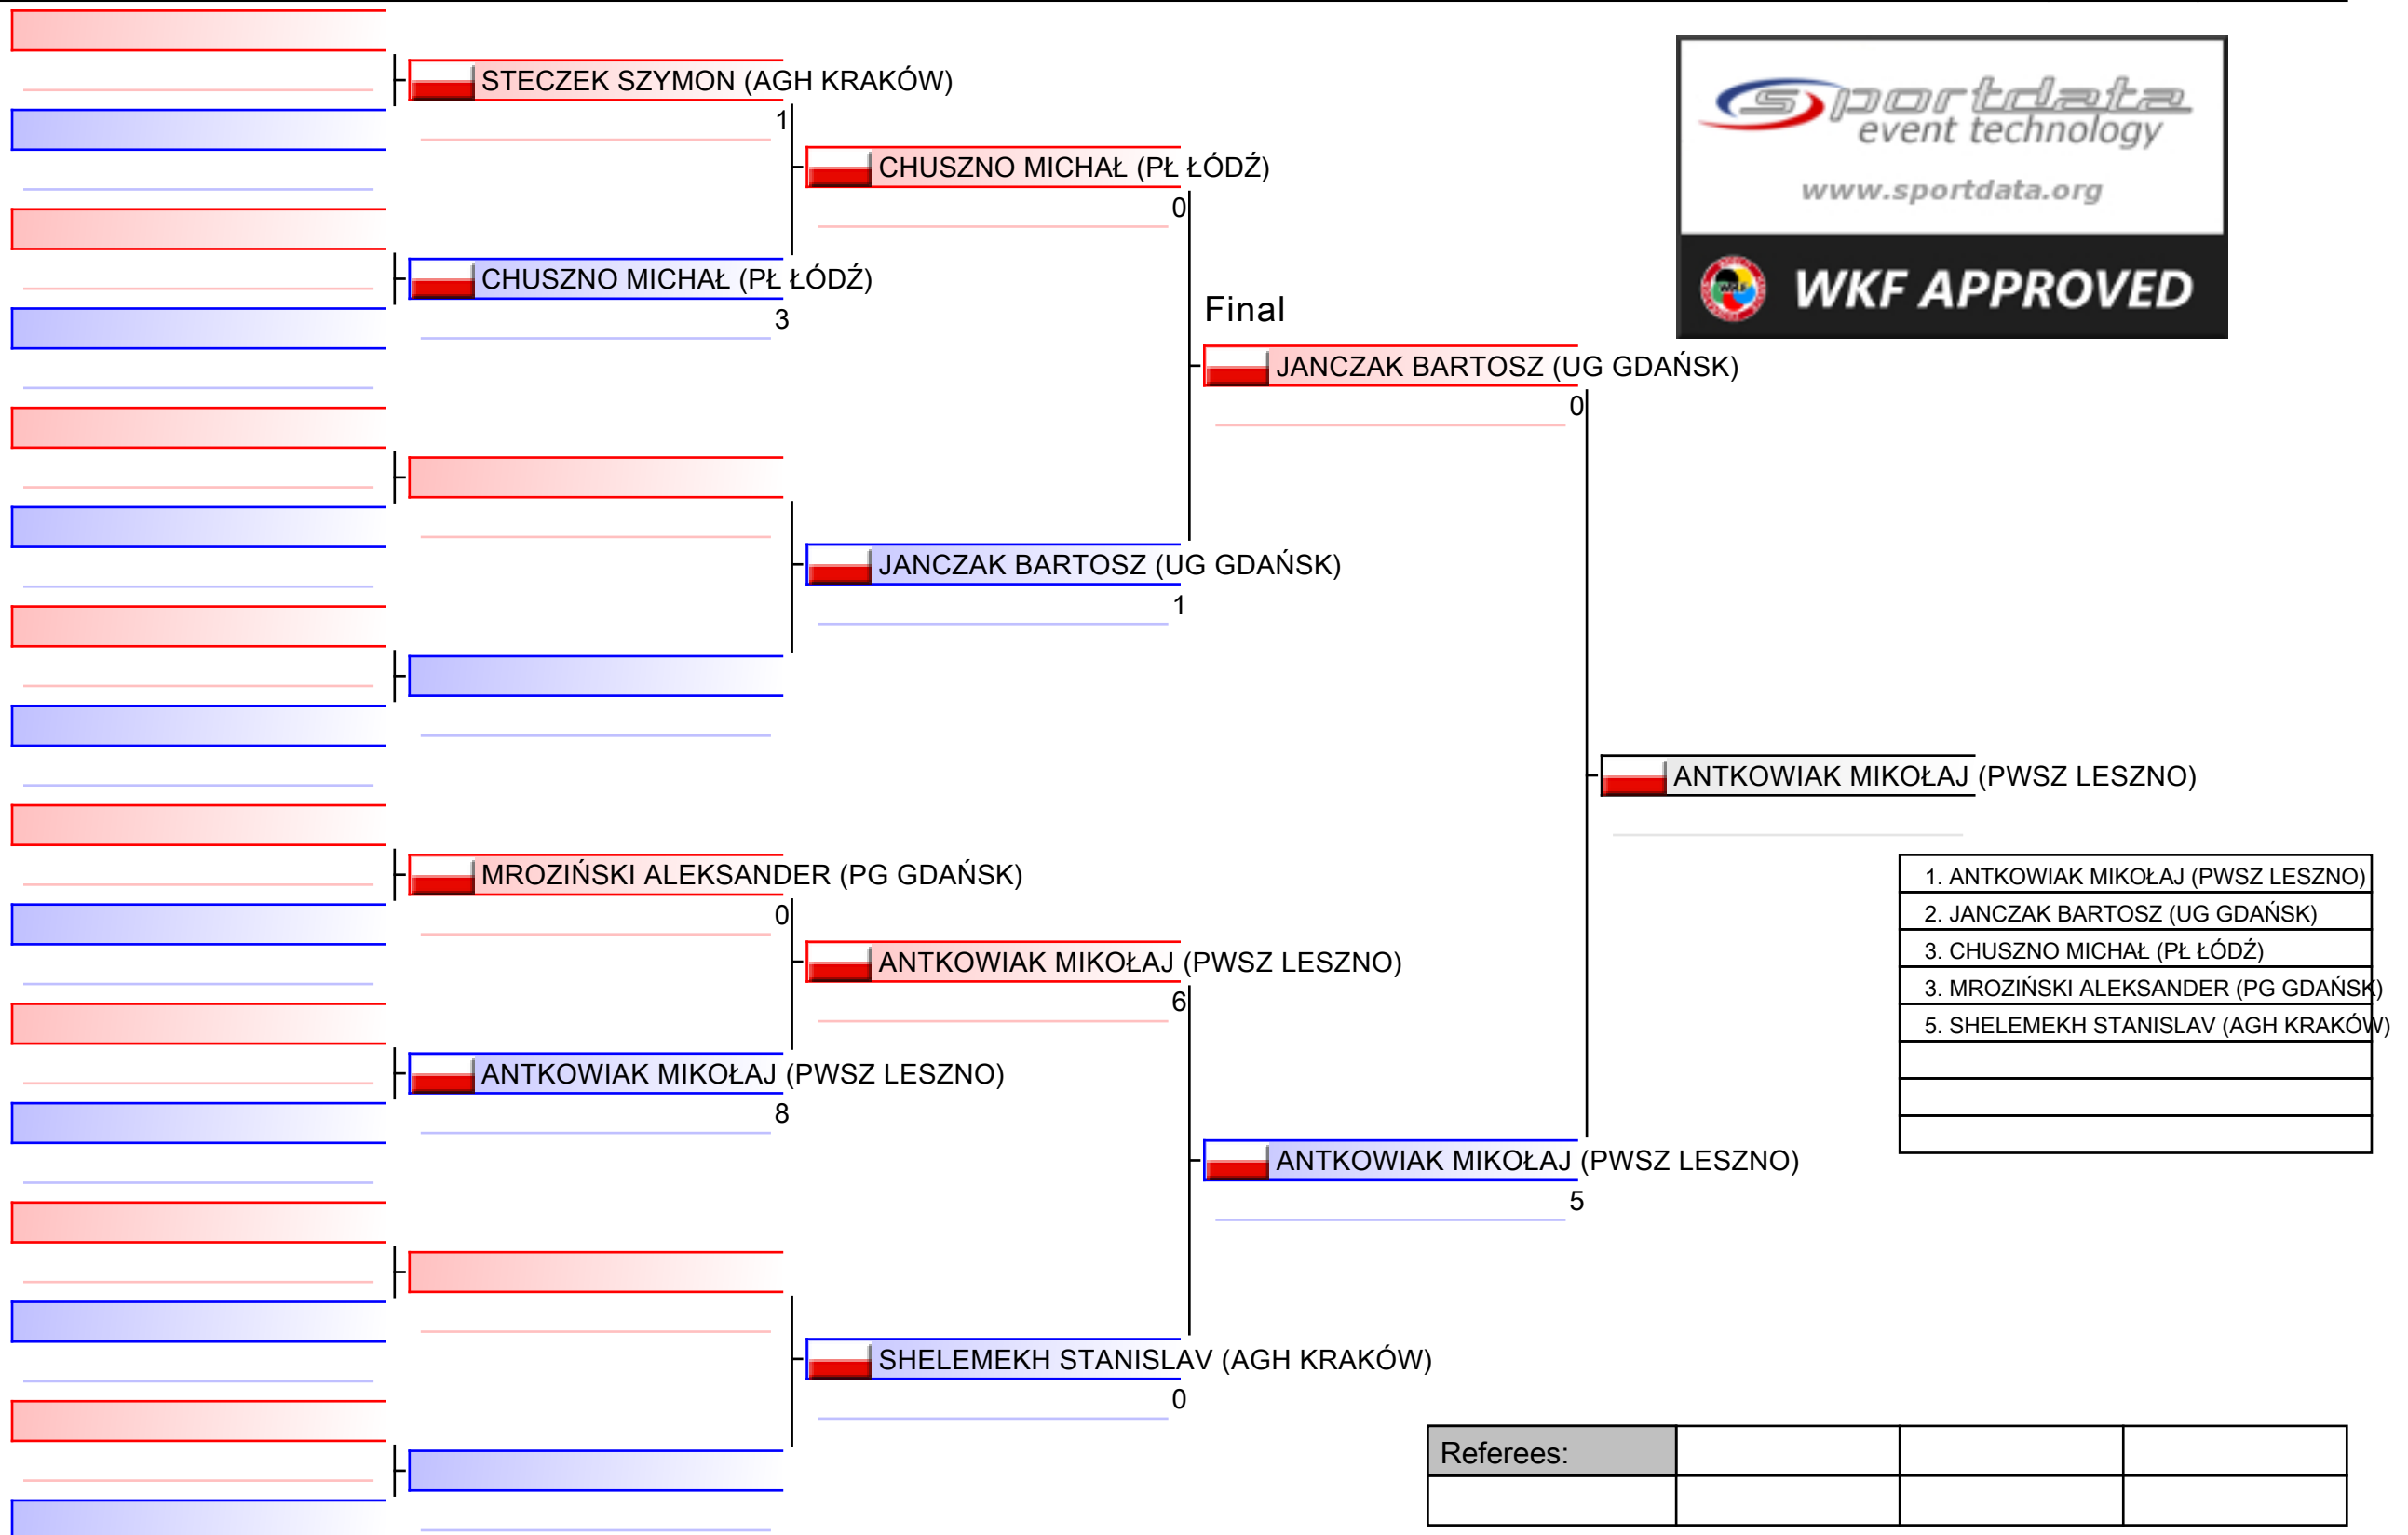 STECZEK SZYMON (AGH KRAKÓW)
1
CHUSZNO MICHAŁ (PŁ ŁÓDŹ)
3
MROZIŃSKI ALEKSANDER (PG GDAŃSK)
0
ANTKOWIAK MIKOŁAJ (PWSZ LESZNO)
8
CHUSZNO MICHAŁ (PŁ ŁÓDŹ)
0
JANCZAK BARTOSZ (UG GDAŃSK)
1
ANTKOWIAK MIKOŁAJ (PWSZ LESZNO)
6
SHELEMEKH STANISLAV (AGH KRAKÓW)
0
Final
JANCZAK BARTOSZ (UG GDAŃSK)
0
ANTKOWIAK MIKOŁAJ (PWSZ LESZNO)
5
ANTKOWIAK MIKOŁAJ (PWSZ LESZNO)
sportdata
event technology
www.sportdata.org
WKF
WKF APPROVED
1. ANTKOWIAK MIKOŁAJ (PWSZ LESZNO)
2. JANCZAK BARTOSZ (UG GDAŃSK)
3. CHUSZNO MICHAŁ (PŁ ŁÓDŹ)
3. MROZIŃSKI ALEKSANDER (PG GDAŃSK)
5. SHELEMEKH STANISLAV (AGH KRAKÓW)
Referees: